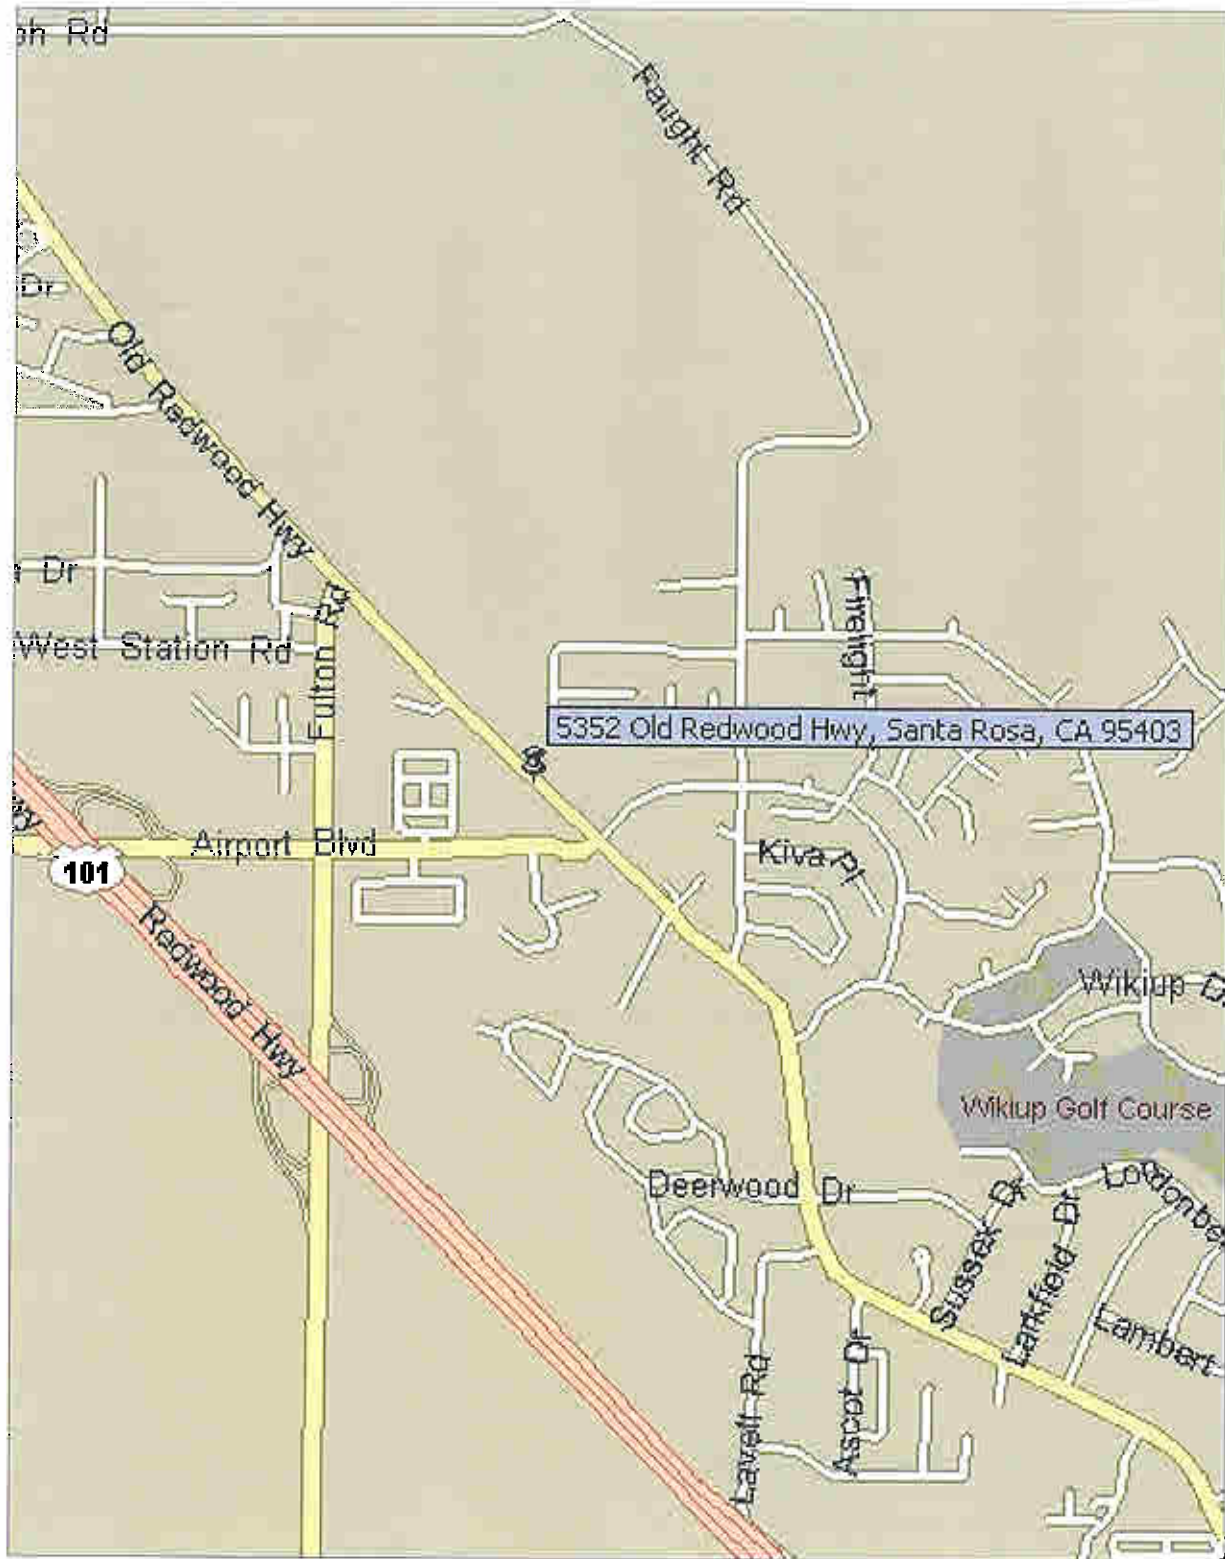 Rd
Faught Rd
Dr
Old Redwood Hwy
Dr
West Station Rd
Fulton Rd
Firelight
5352 Old Redwood Hwy, Santa Rosa, CA 95403
Airport Blvd
101
Redwood Hwy
Kiva Pl
Wikiup D
Wikiup Golf Course
Deerwood Dr
Sussex Dr
Larkfield Dr
Londonbe
Lambert
Lavell Rd
Ascot Dr